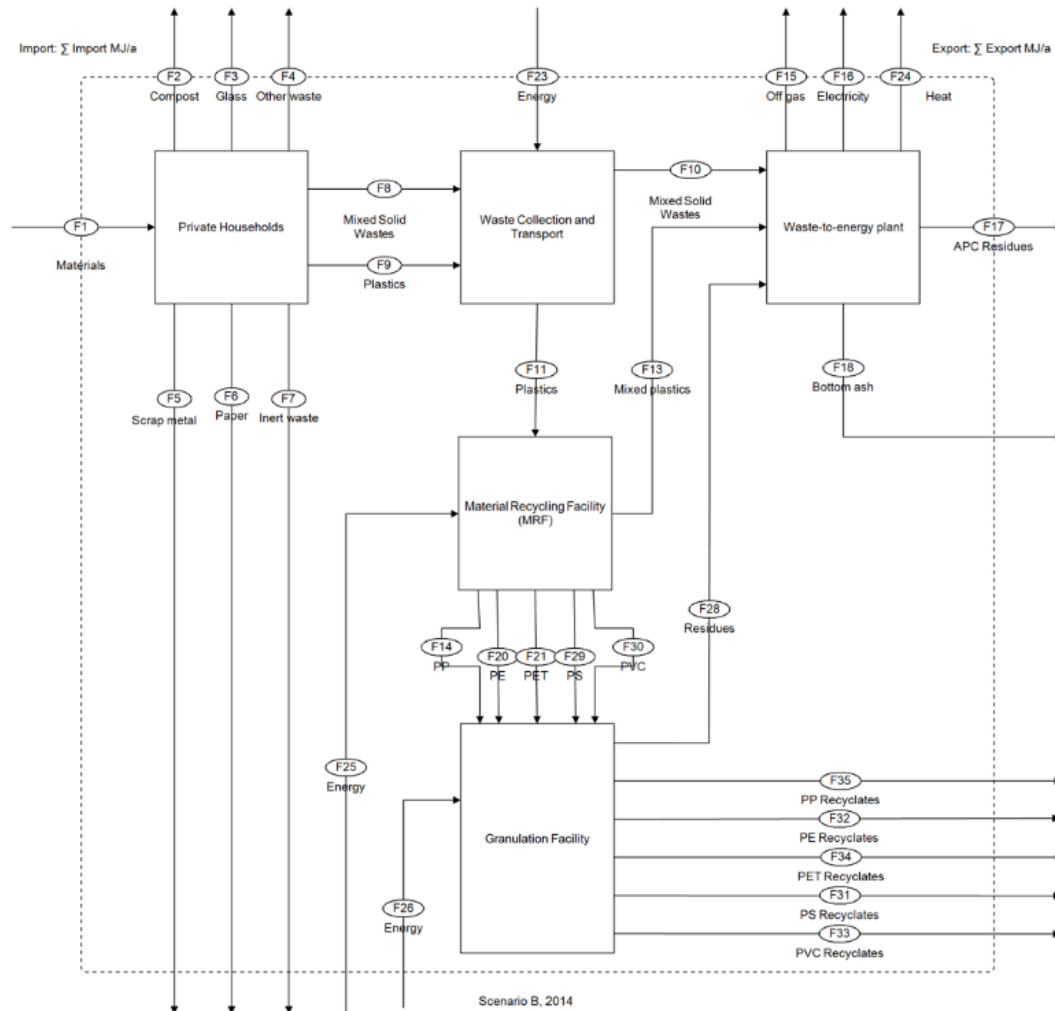 Import: ∑ Import MJ/a
Export: ∑ Export MJ/a
F2
F3
F4
F23
F15
F16
F24
Compost
Glass
Other waste
Energy
Off gas
Electricity
Heat
F1
Materials
Private Households
F8
Mixed Solid
Wastes
F9
Plastics
Waste Collection and
Transport
F10
Mixed Solid
Wastes
Waste-to-energy plant
F17
APC Residues
F5
Scrap metal
F6
Paper
F7
Inert waste
F11
Plastics
F13
Mixed plastics
F18
Bottom ash
Material Recycling Facility
(MRF)
F14
PP
F20
PE
F21
PET
F29
PS
F30
PVC
F28
Residues
F25
Energy
F26
Energy
Granulation Facility
F35
PP Recyclates
F32
PE Recyclates
F34
PET Recyclates
F31
PS Recyclates
F33
PVC Recyclates
Scenario B, 2014